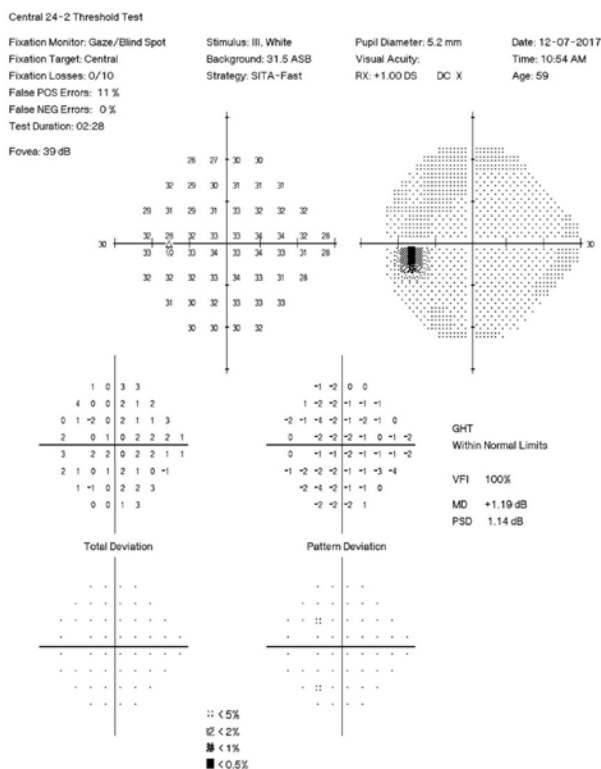 Central 24-2 Threshold Test
Fixation Monitor: Gaze/Blind Spot Stimulus: III, White Pupil Diameter: 5.2 mm Date: 12-07-2017
Fixation Target: Central Background: 31.5 ASB Visual Acuity: Time: 10:54 AM
Fixation Losses: 0/10 Strategy: SITA-Fast RX: +1.00 DS DC X Age: 59
False POS Errors: 11 %
False NEG Errors: 0 %
Test Duration: 02:28
Fovea: 39 dB
26 27 30 30
32 29 30 31 31 31
29 31 29 31 33 32 32 32
30 32 28 32 33 34 33 34 34 32 28 30
33 33 34 33 34 33 33 31 28
32 32 32 33 34 33 31 28
31 30 32 33 33 33
30 30 30 32
1 0 3 3
4 0 0 2 1 2
0 1 -2 0 2 1 1 3
2 0 1 0 2 2 2 1
3 2 2 0 2 2 1 1
2 1 0 2 1 2 0 -1
1 -1 0 2 2 3
0 0 1 3
Total Deviation
-1 -2 0 0
1 -2 -2 -1 -1 -1
-2 -1 -4 -2 -1 -1 -1 0
0 -2 -1 -2 -1 0 -1 -2
0 -1 -1 -2 -1 -1 -1 -2
-1 -2 -2 -1 -1 -1 -3 -4
-2 -4 -2 -1 -1 0
-2 -2 -2 1
Pattern Deviation
GHT
Within Normal Limits
VFI 100%
MD +1.19 dB
PSD 1.14 dB
< 5%
< 2%
< 1%
< 0.5%